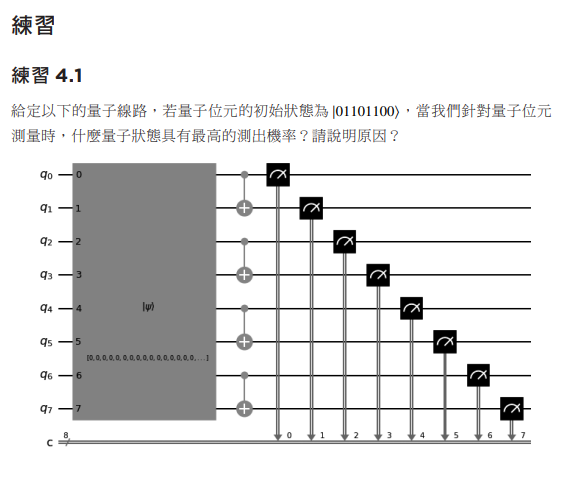 練習
練習 4.1
給定以下的量子線路，若量子位元的初始狀態為 |01101100⟩，當我們針對量子位元
測量時，什麼量子狀態具有最高的測出機率？請說明原因？
q₀ 0
q₁ 1
q₂ 2
q₃ 3
q₄ 4 |ψ⟩
q₅ 5
[0,0,0,0,0,0,0,0,0,0,0,0,0,0,0,0,...]
q₆ 6
q₇ 7
c 8 0 1 2 3 4 5 6 7